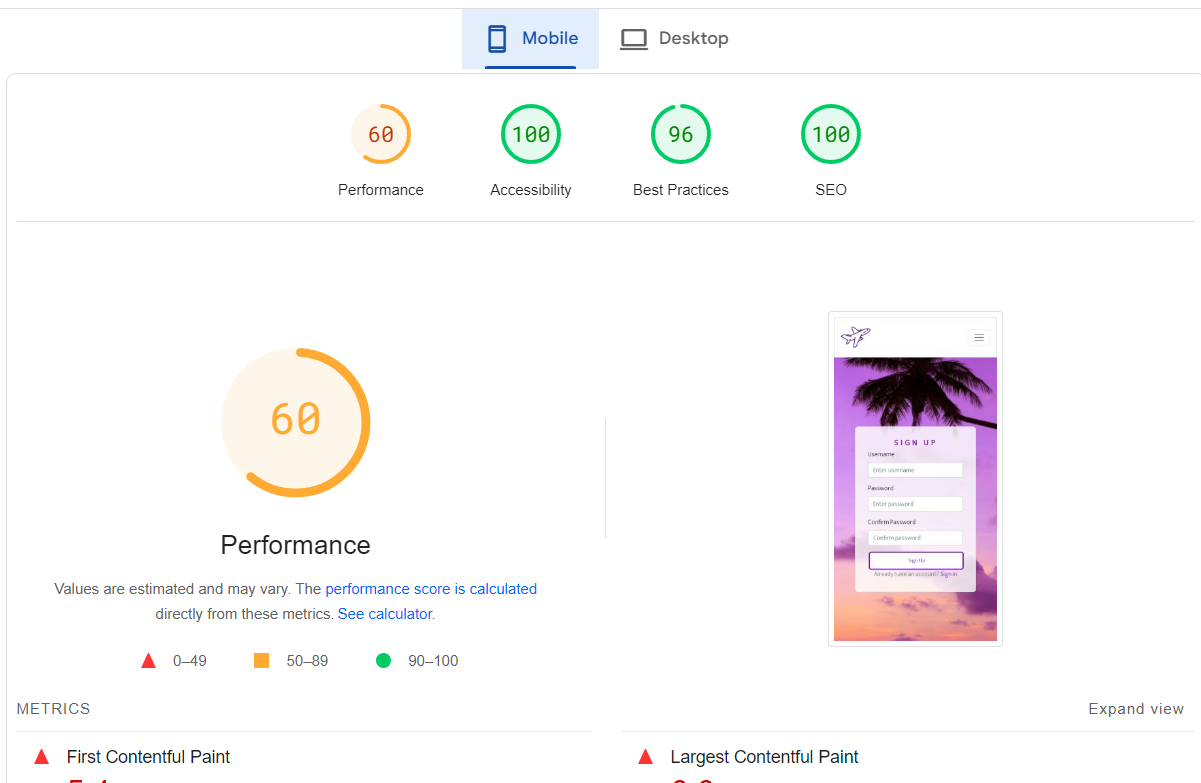 Mobile
Desktop
60
100
96
100
Performance
Accessibility
Best Practices
SEO
60
Performance
Values are estimated and may vary. The performance score is calculated
directly from these metrics. See calculator.
0–49
50–89
90–100
SIGN UP
Username
Enter username
Password
Enter password
Confirm Password
Confirm password
Sign Up
Already have an account? Sign in
METRICS
Expand view
First Contentful Paint
Largest Contentful Paint